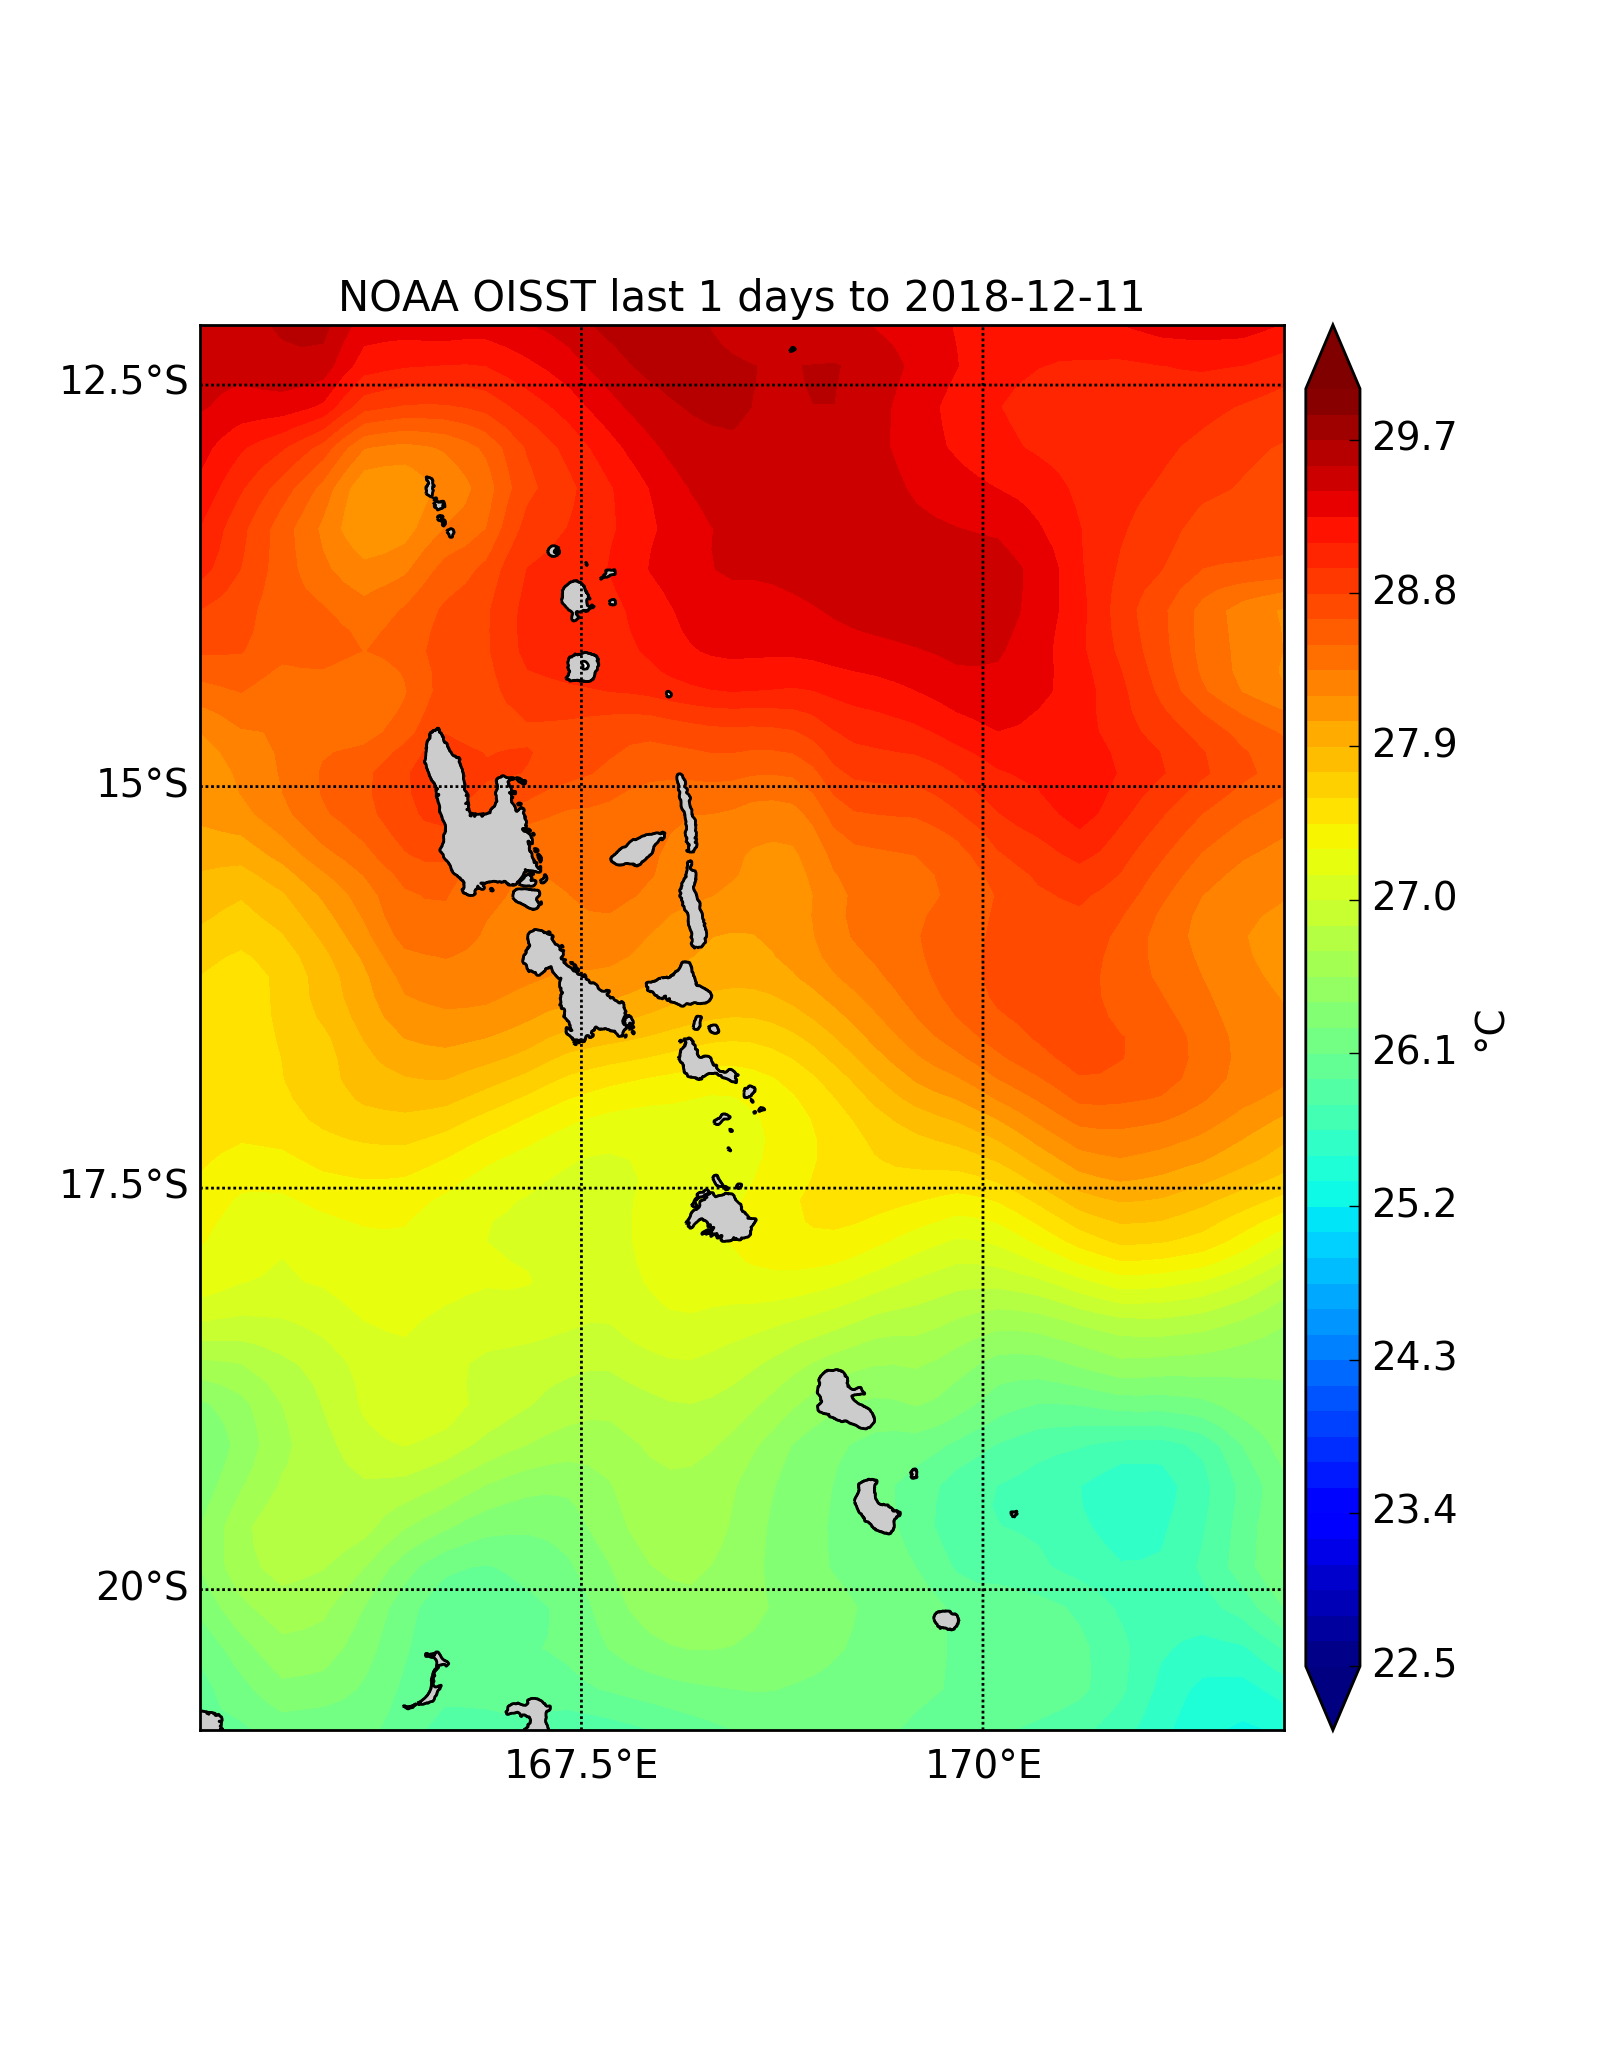 NOAA OISST last 1 days to 2018-12-11
12.5°S
15°S
17.5°S
20°S
167.5°E
170°E
29.7
28.8
27.9
27.0
26.1
25.2
24.3
23.4
22.5
°C